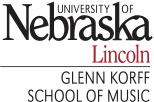 UNIVERSITY OF
Nebraska
Lincoln
GLENN KORFF
SCHOOL OF MUSIC